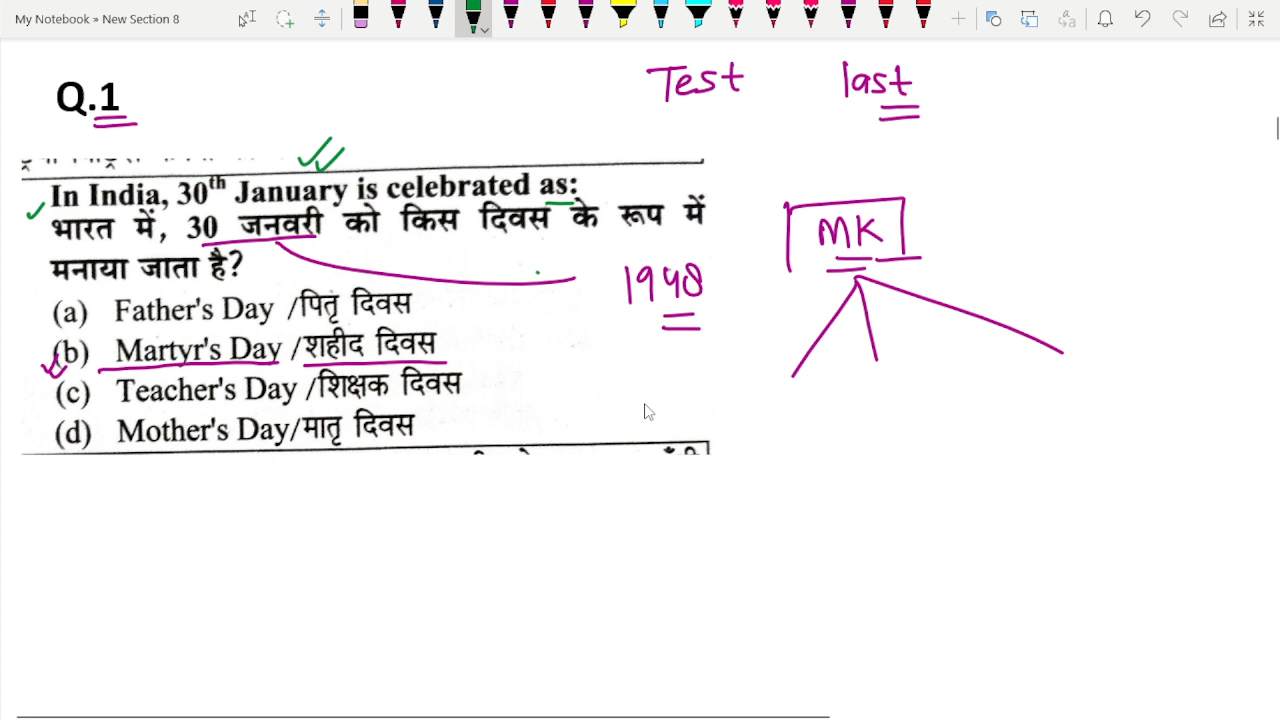 My Notebook » New Section 8
Test last
Q.1
In India, 30th January is celebrated as:
भारत में, 30 जनवरी को किस दिवस के रूप में
मनाया जाता है?
MK
1948
(a) Father's Day /पितृ दिवस
(b) Martyr's Day /शहीद दिवस
(c) Teacher's Day /शिक्षक दिवस
(d) Mother's Day/मातृ दिवस